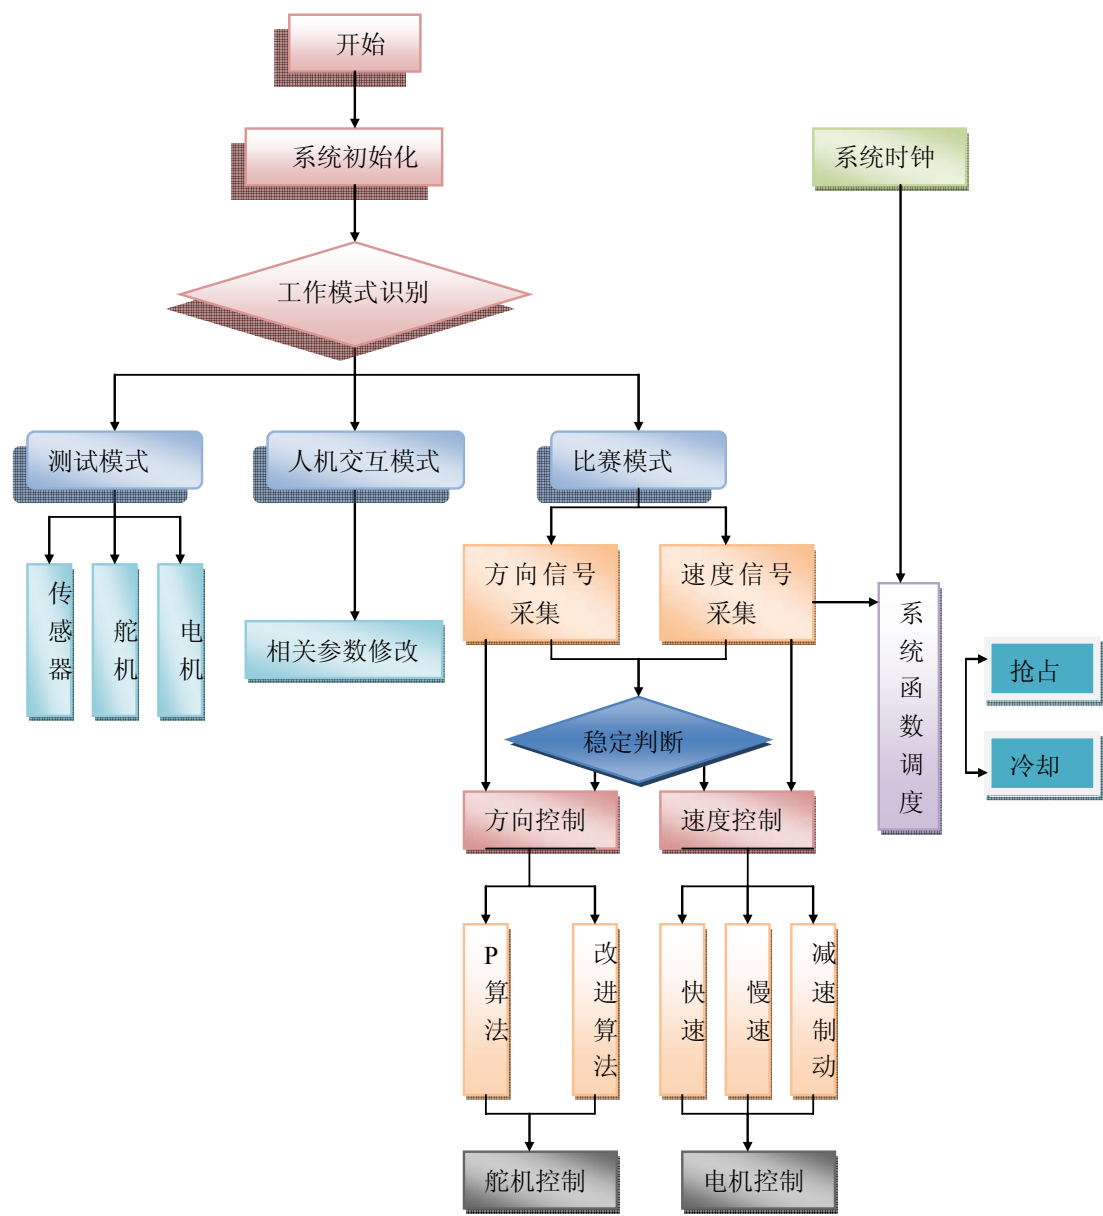 开始
系统初始化
系统时钟
工作模式识别
测试模式
人机交互模式
比赛模式
传感器
舵机
电机
相关参数修改
方向信号
采集
速度信号
采集
系统函数调度
抢占
冷却
稳定判断
方向控制
速度控制
P算法
改进算法
快速
慢速
减速制动
舵机控制
电机控制